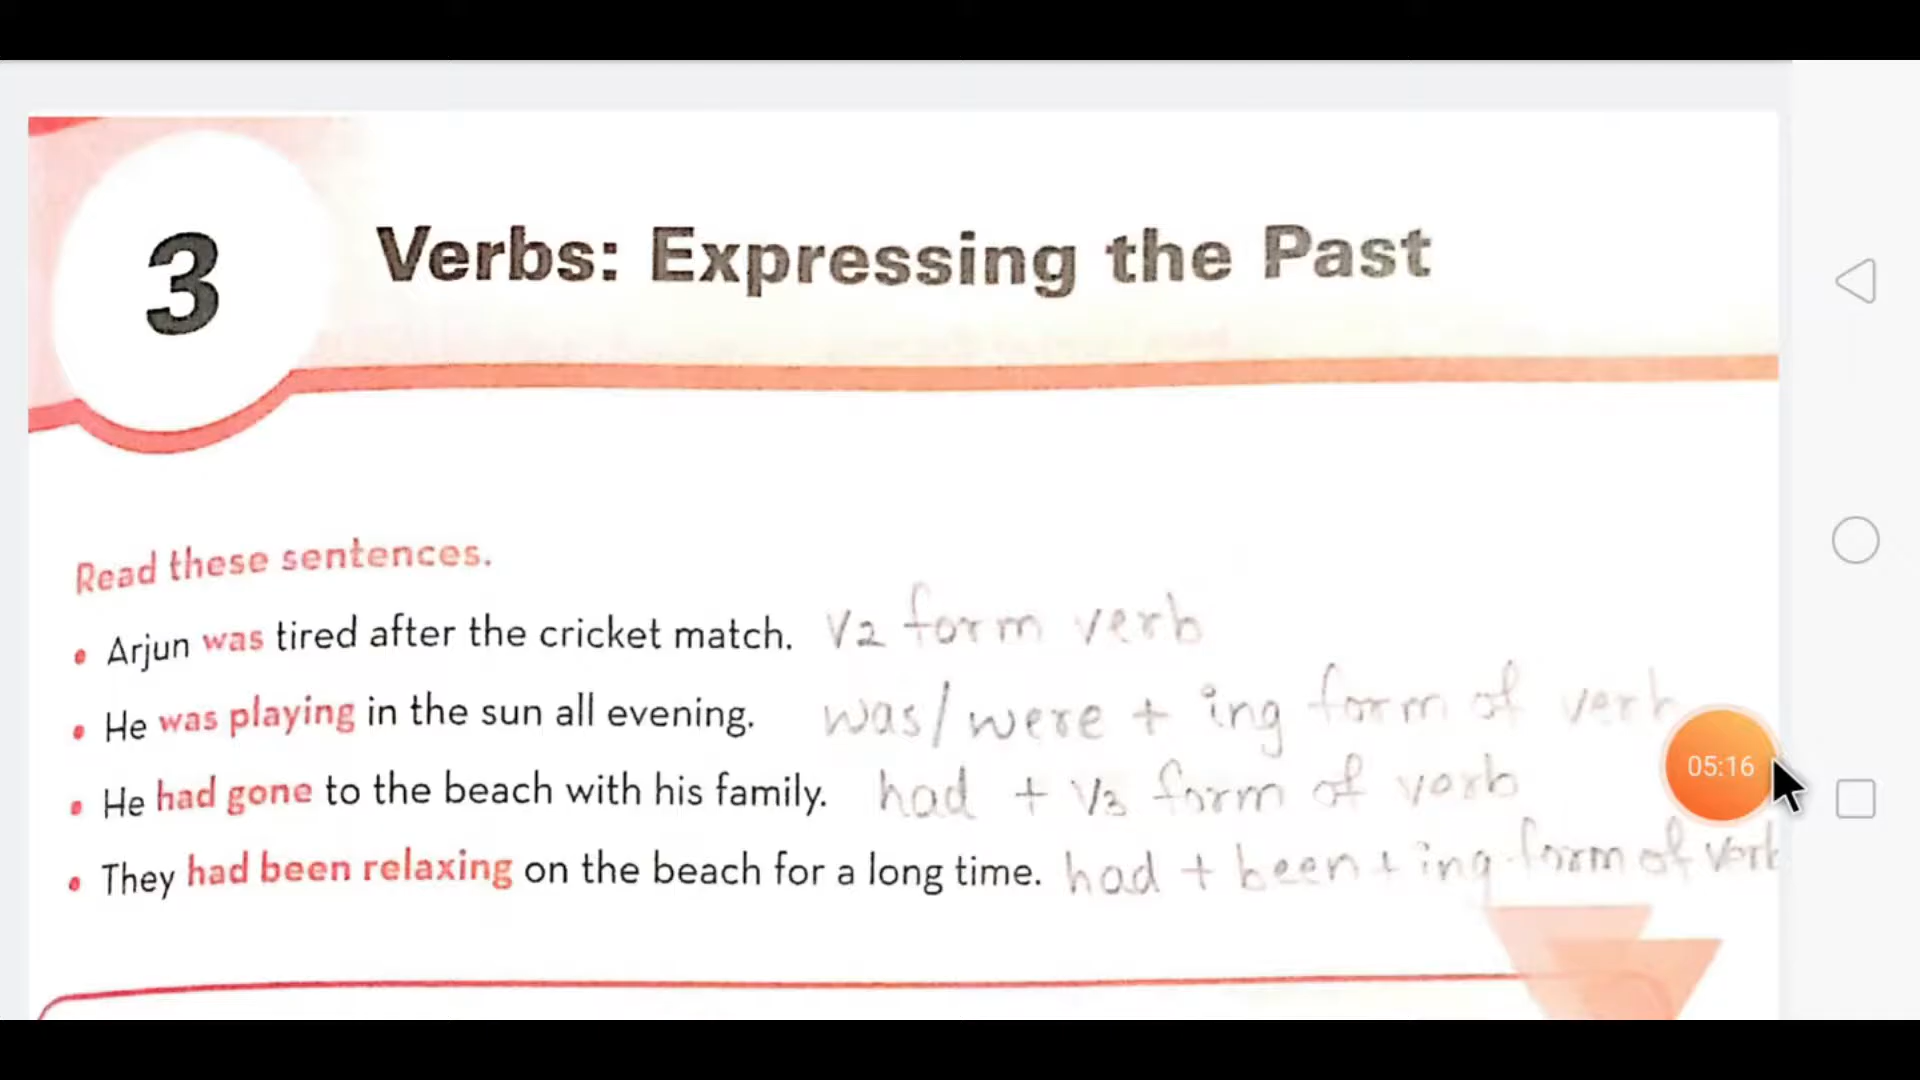 3 Verbs: Expressing the Past
Read these sentences.
• Arjun was tired after the cricket match. V2 form verb
• He was playing in the sun all evening. was/were + ing form of verb
• He had gone to the beach with his family. had + V3 form of verb
• They had been relaxing on the beach for a long time. had + been + ing form of verb
05:16